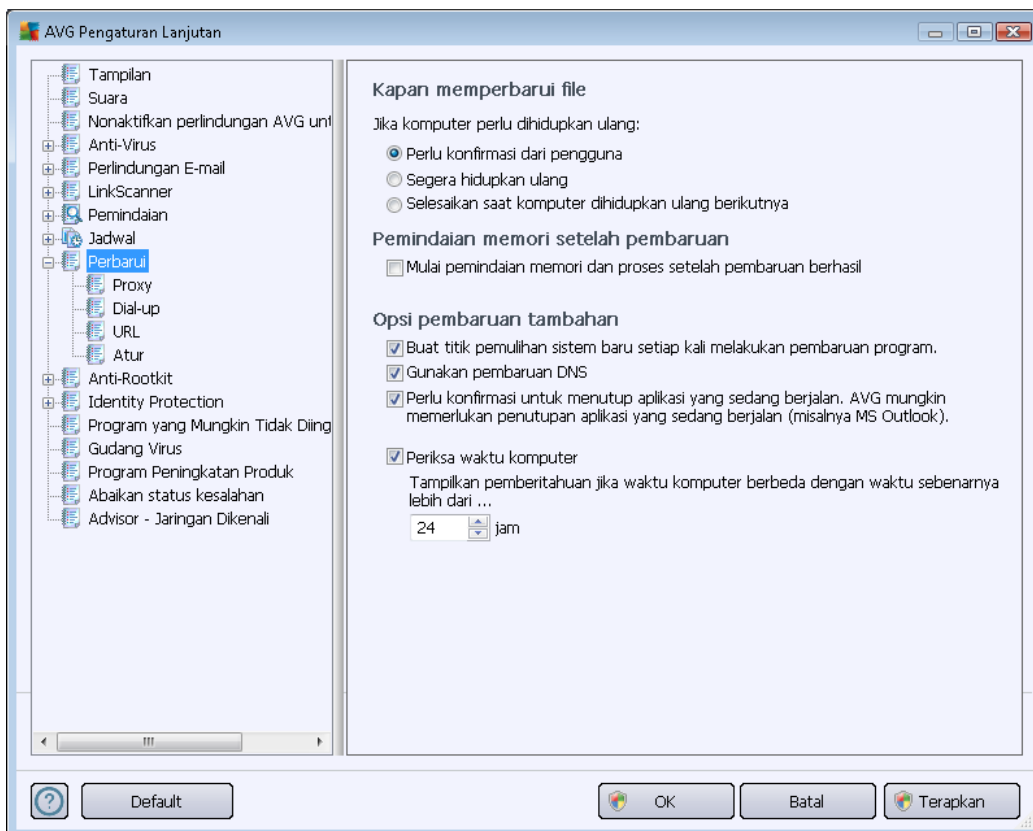 AVG Pengaturan Lanjutan
Tampilan
Suara
Nonaktifkan perlindungan AVG unt
Anti-Virus
Perlindungan E-mail
LinkScanner
Pemindaian
Jadwal
Perbarui
Proxy
Dial-up
URL
Atur
Anti-Rootkit
Identity Protection
Program yang Mungkin Tidak Diing
Gudang Virus
Program Peningkatan Produk
Abaikan status kesalahan
Advisor - Jaringan Dikenali
Kapan memperbarui file
Jika komputer perlu dihidupkan ulang:
Perlu konfirmasi dari pengguna
Segera hidupkan ulang
Selesaikan saat komputer dihidupkan ulang berikutnya
Pemindaian memori setelah pembaruan
Mulai pemindaian memori dan proses setelah pembaruan berhasil
Opsi pembaruan tambahan
Buat titik pemulihan sistem baru setiap kali melakukan pembaruan program.
Gunakan pembaruan DNS
Perlu konfirmasi untuk menutup aplikasi yang sedang berjalan. AVG mungkin
memerlukan penutupan aplikasi yang sedang berjalan (misalnya MS Outlook).
Periksa waktu komputer
Tampilkan pemberitahuan jika waktu komputer berbeda dengan waktu sebenarnya
lebih dari ...
24 jam
? Default OK Batal Terapkan